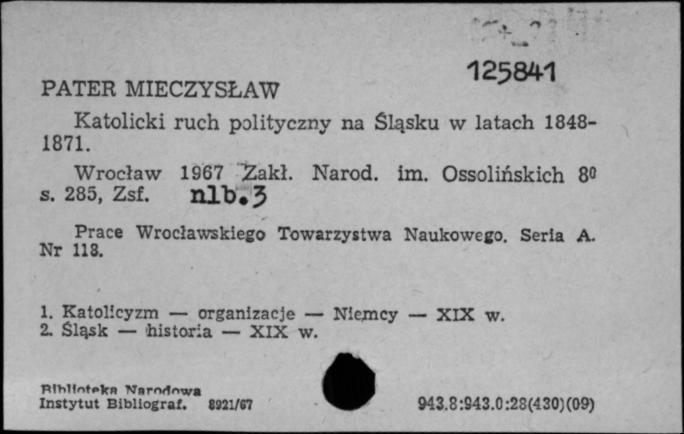 125841
PATER MIECZYSŁAW
Katolicki ruch polityczny na Śląsku w latach 1848-
1871.
Wrocław 1967 Zakł. Narod. im. Ossolińskich 8⁰
s. 285, Zsf. nlb.3
Prace Wrocławskiego Towarzystwa Naukowego. Seria A.
Nr 118.
1. Katolicyzm — organizacje — Niemcy — XIX w.
2. Śląsk — historia — XIX w.
Biblioteka Narodowa
Instytut Bibliograf. 8921/67
943.8:943.0:28(430)(09)